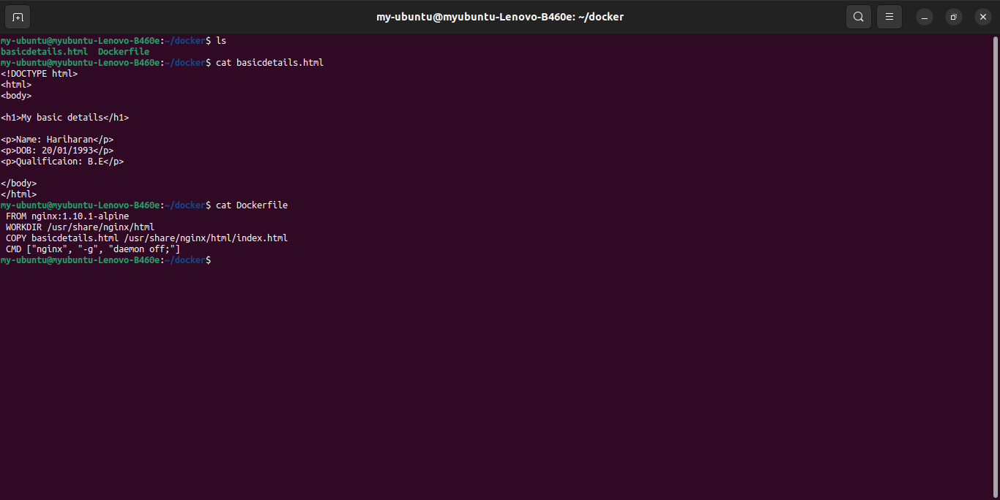 my-ubuntu@myubuntu-Lenovo-B460e: ~/docker
my-ubuntu@myubuntu-Lenovo-B460e:~/docker$ ls
basicdetails.html  Dockerfile
my-ubuntu@myubuntu-Lenovo-B460e:~/docker$ cat basicdetails.html
<!DOCTYPE html>
<html>
<body>
<h1>My basic details</h1>
<p>Name: Hariharan</p>
<p>DOB: 20/01/1993</p>
<p>Qualificaion: B.E</p>
</body>
</html>
my-ubuntu@myubuntu-Lenovo-B460e:~/docker$ cat Dockerfile
FROM nginx:1.10.1-alpine
WORKDIR /usr/share/nginx/html
COPY basicdetails.html /usr/share/nginx/html/index.html
CMD ["nginx", "-g", "daemon off;"]
my-ubuntu@myubuntu-Lenovo-B460e:~/docker$